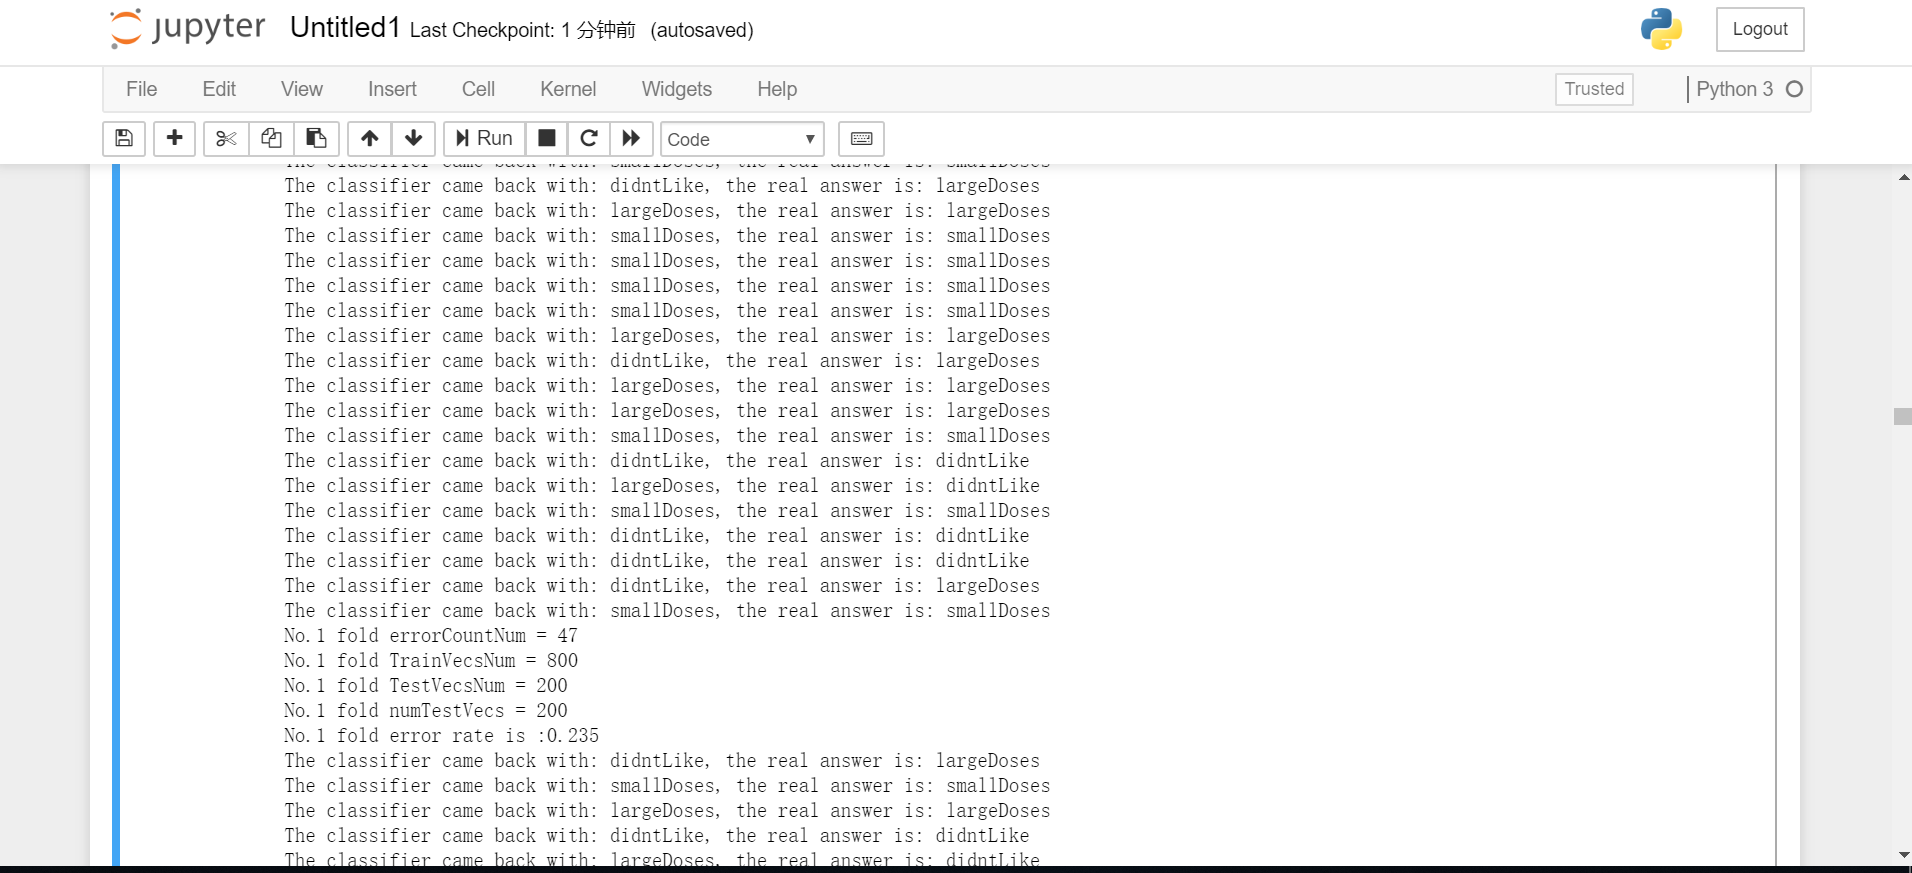 jupyter Untitled1 Last Checkpoint: 1 分钟前 (autosaved)
Logout
File Edit View Insert Cell Kernel Widgets Help
Trusted
Python 3
Run
Code
The classifier came back with: smallDoses, the real answer is: smallDoses
The classifier came back with: didntLike, the real answer is: largeDoses
The classifier came back with: largeDoses, the real answer is: largeDoses
The classifier came back with: smallDoses, the real answer is: smallDoses
The classifier came back with: smallDoses, the real answer is: smallDoses
The classifier came back with: smallDoses, the real answer is: smallDoses
The classifier came back with: smallDoses, the real answer is: smallDoses
The classifier came back with: largeDoses, the real answer is: largeDoses
The classifier came back with: didntLike, the real answer is: largeDoses
The classifier came back with: largeDoses, the real answer is: largeDoses
The classifier came back with: largeDoses, the real answer is: largeDoses
The classifier came back with: smallDoses, the real answer is: smallDoses
The classifier came back with: didntLike, the real answer is: didntLike
The classifier came back with: largeDoses, the real answer is: didntLike
The classifier came back with: smallDoses, the real answer is: smallDoses
The classifier came back with: didntLike, the real answer is: didntLike
The classifier came back with: didntLike, the real answer is: didntLike
The classifier came back with: didntLike, the real answer is: largeDoses
The classifier came back with: smallDoses, the real answer is: smallDoses
No.1 fold errorCountNum = 47
No.1 fold TrainVecsNum = 800
No.1 fold TestVecsNum = 200
No.1 fold numTestVecs = 200
No.1 fold error rate is :0.235
The classifier came back with: didntLike, the real answer is: largeDoses
The classifier came back with: smallDoses, the real answer is: smallDoses
The classifier came back with: largeDoses, the real answer is: largeDoses
The classifier came back with: didntLike, the real answer is: didntLike
The classifier came back with: largeDoses, the real answer is: didntLike